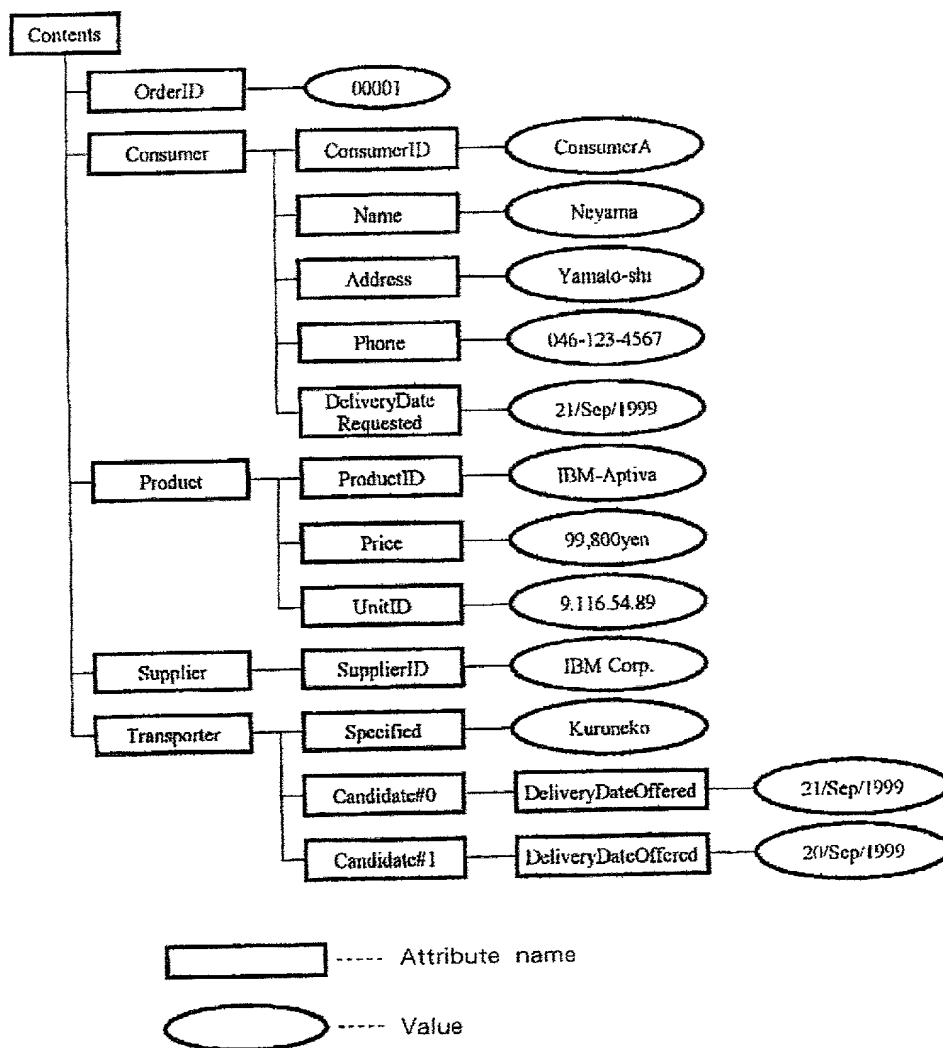 Contents
OrderID 00001
Consumer ConsumerID ConsumerA
Name Neyama
Address Yamato-shi
Phone 046-123-4567
DeliveryDate
Requested 21/Sep/1999
Product ProductID IBM-Aptiva
Price 99,800yen
UnitID 9.116.54.89
Supplier SupplierID IBM Corp.
Transporter Specified Kuruneko
Candidate#0 DeliveryDateOffered 21/Sep/1999
Candidate#1 DeliveryDateOffered 20/Sep/1999
----- Attribute name
----- Value